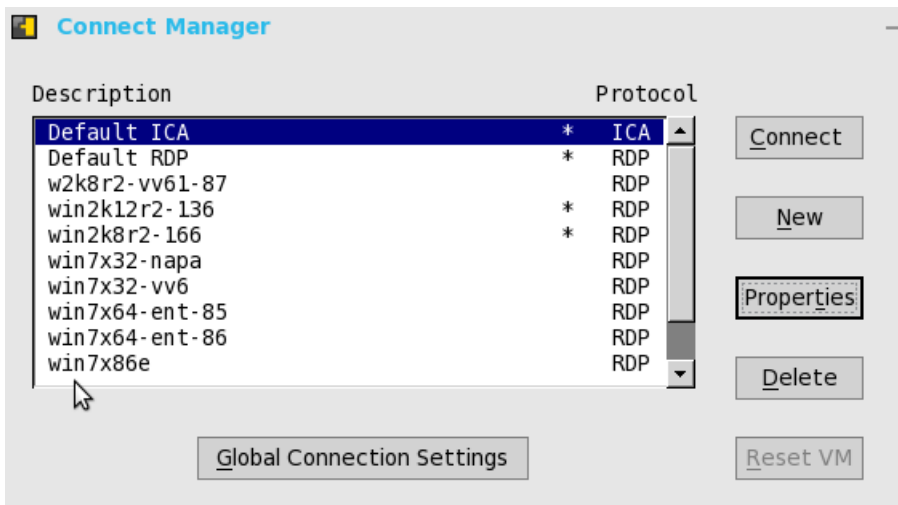 Connect Manager
Description Protocol
Default ICA * ICA
Default RDP * RDP
w2k8r2-vv61-87 RDP
win2k12r2-136 * RDP
win2k8r2-166 * RDP
win7x32-napa RDP
win7x32-vv6 RDP
win7x64-ent-85 RDP
win7x64-ent-86 RDP
win7x86e RDP
Connect
New
Properties
Delete
Global Connection Settings
Reset VM